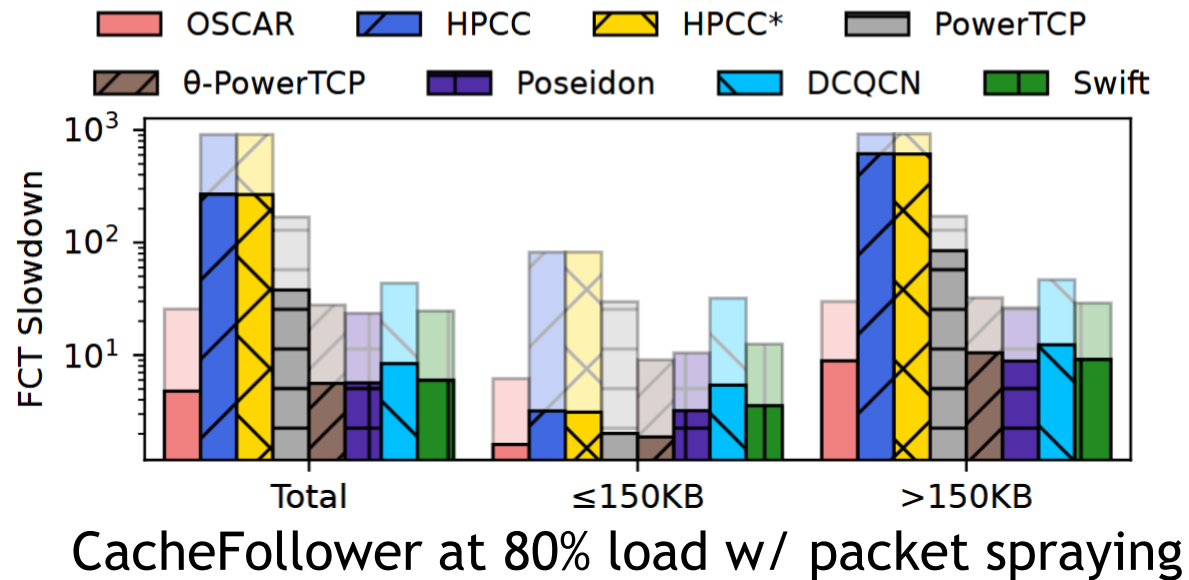 OSCAR HPCC HPCC* PowerTCP
θ-PowerTCP Poseidon DCQCN Swift
FCT Slowdown
10³
10²
10¹
Total ≤150KB >150KB
CacheFollower at 80% load w/ packet spraying